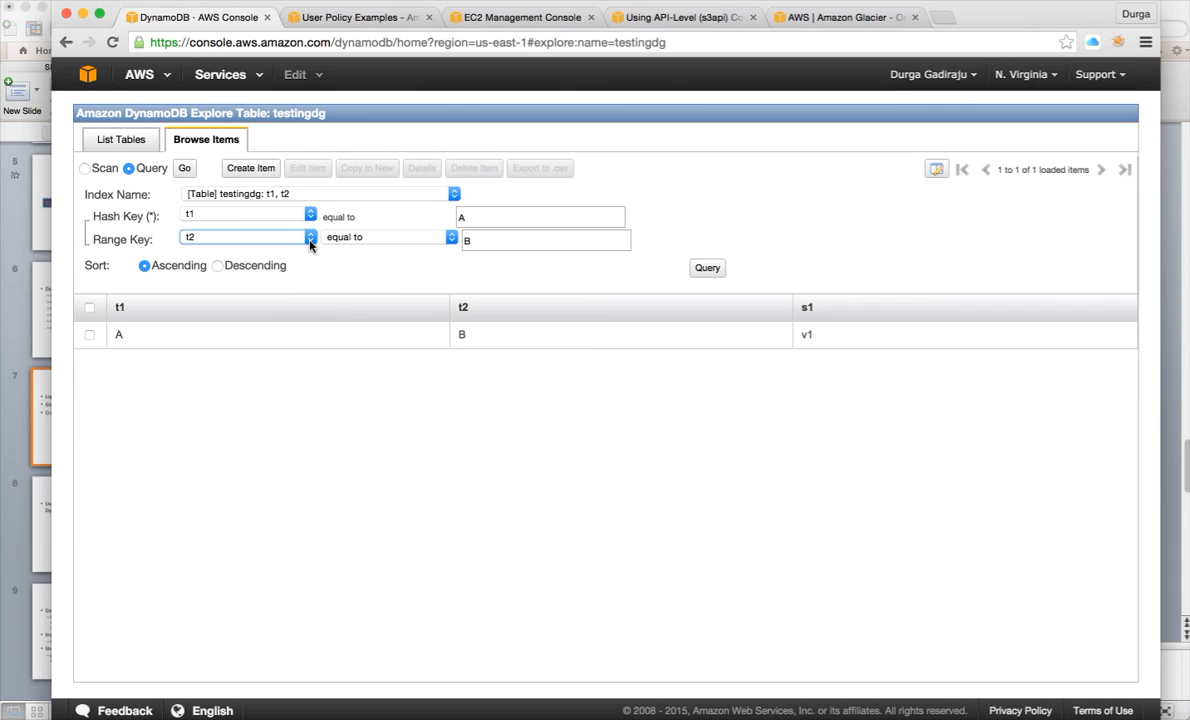 DynamoDB · AWS Console
User Policy Examples - Am
EC2 Management Console
Using API-Level (s3api) Co
AWS | Amazon Glacier - O
Durga
https://console.aws.amazon.com/dynamodb/home?region=us-east-1#explore:name=testingdg
AWS
Services
Edit
Durga Gadiraju
N. Virginia
Support
New Slide
Amazon DynamoDB Explore Table: testingdg
List Tables
Browse Items
Scan
Query
Go
Create Item
Edit Item
Copy to New
Details
Delete Item
Export to .csv
1 to 1 of 1 loaded items
Index Name:
[Table] testingdg: t1, t2
Hash Key (*):
t1
equal to
A
Range Key:
t2
equal to
B
Sort:
Ascending
Descending
Query
t1
t2
s1
A
B
v1
5
6
7
8
9
Feedback
English
© 2008 - 2015, Amazon Web Services, Inc. or its affiliates. All rights reserved.
Privacy Policy
Terms of Use